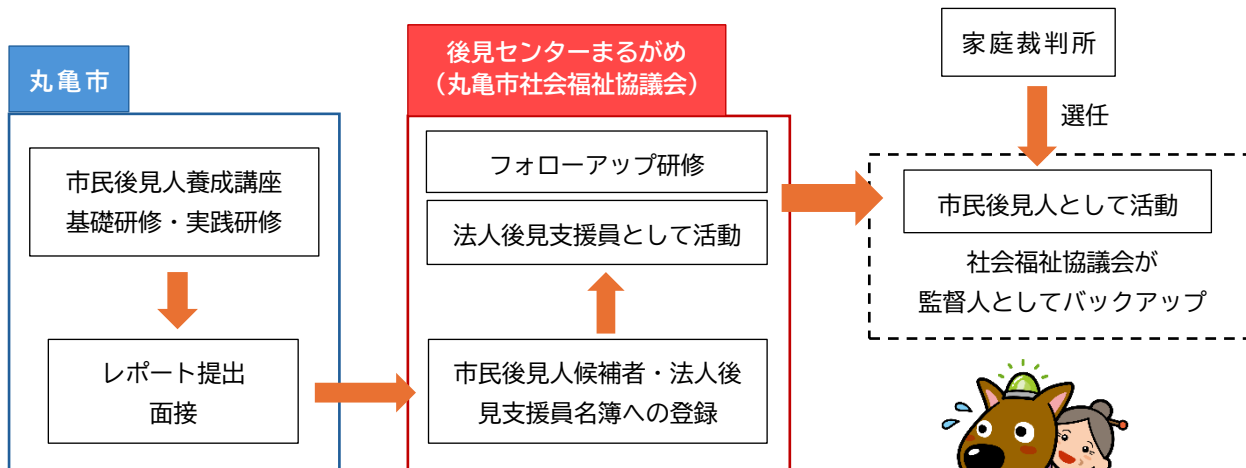 丸亀市
市民後見人養成講座
基礎研修・実践研修
レポート提出
面接
後見センターまるがめ
（丸亀市社会福祉協議会）
フォローアップ研修
法人後見支援員として活動
市民後見人候補者・法人後
見支援員名簿への登録
家庭裁判所
選任
市民後見人として活動
社会福祉協議会が
監督人としてバックアップ